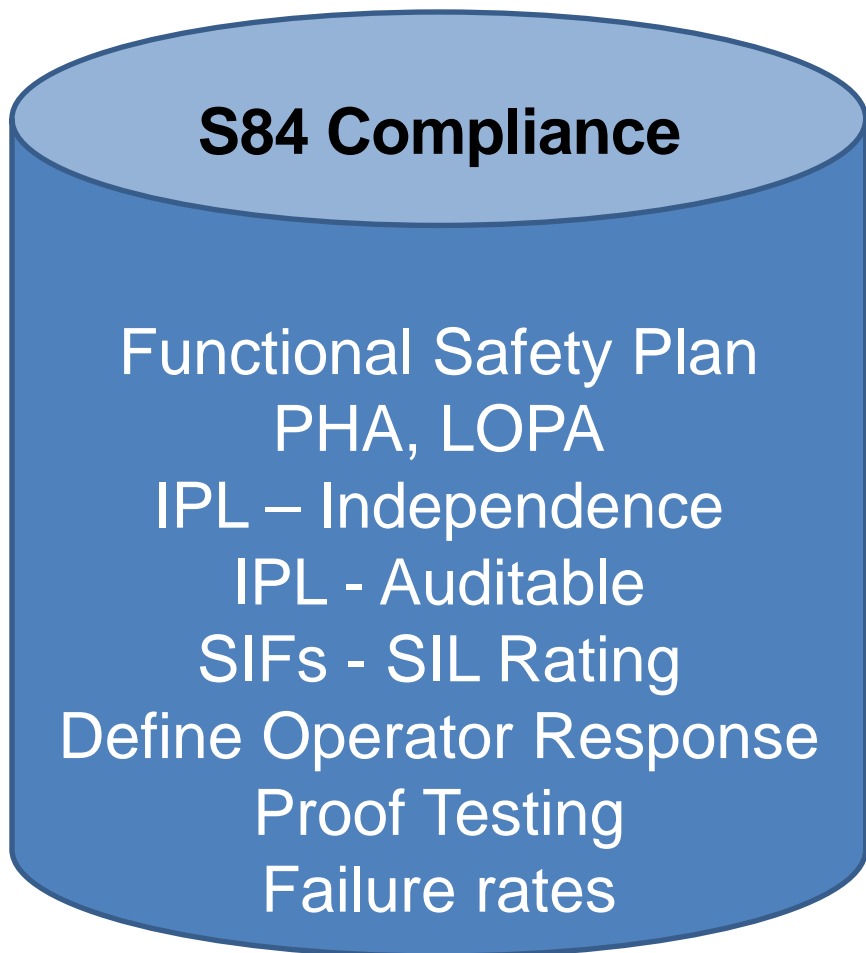 S84 Compliance
Functional Safety Plan
PHA, LOPA
IPL – Independence
IPL - Auditable
SIFs - SIL Rating
Define Operator Response
Proof Testing
Failure rates